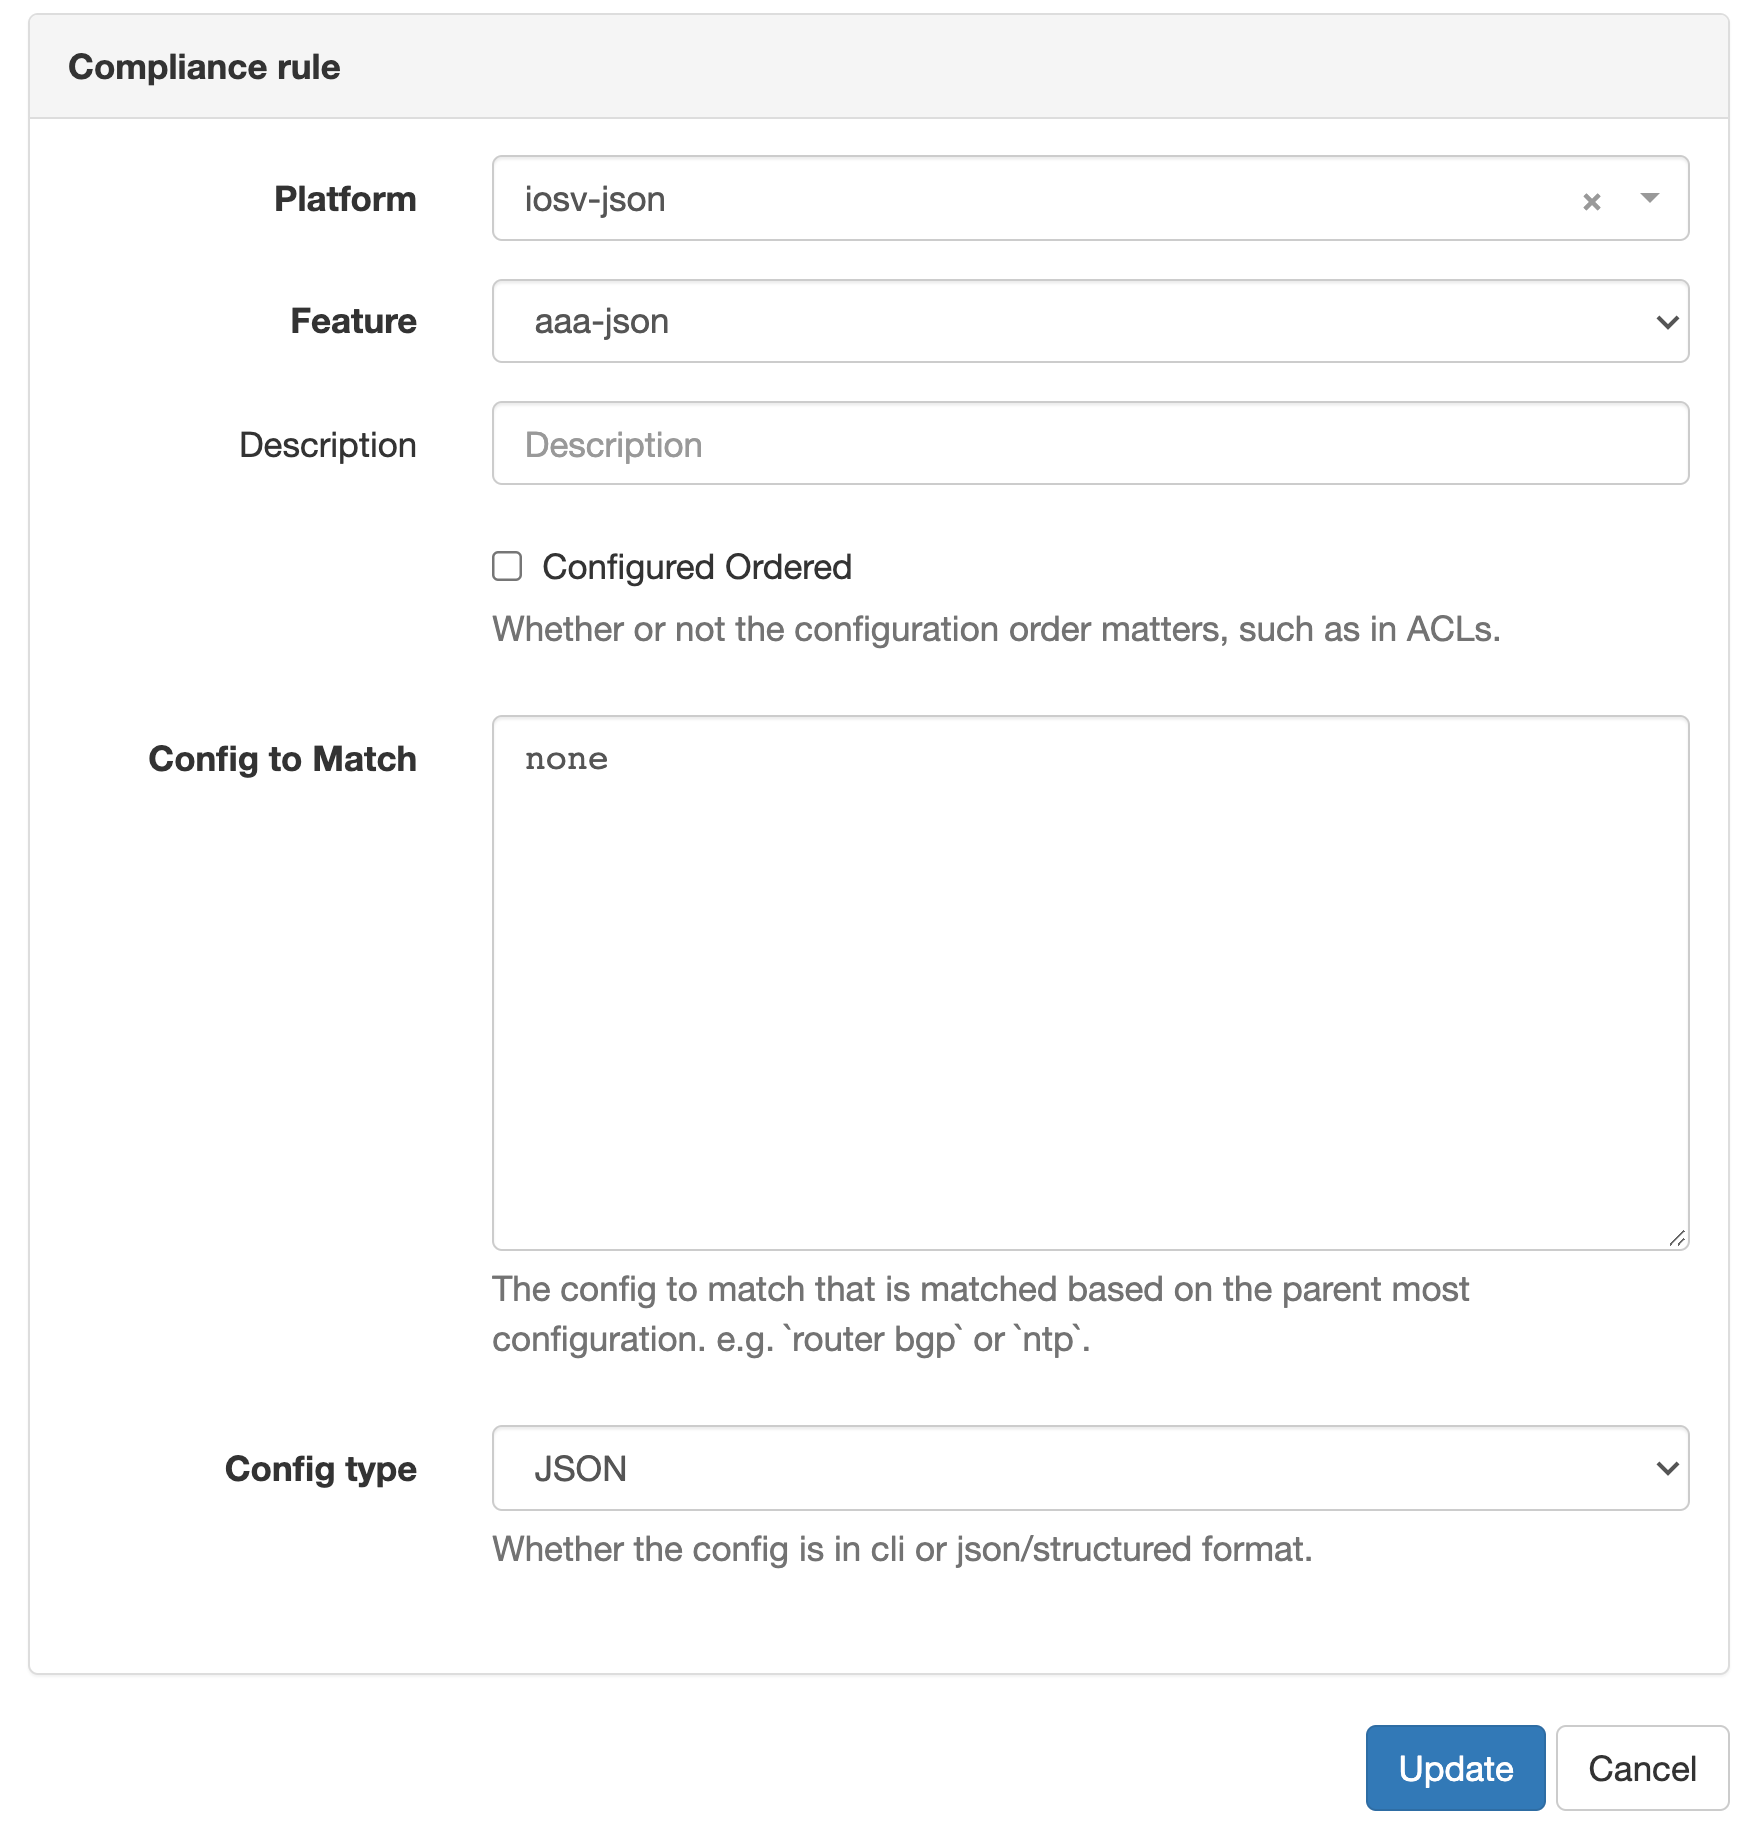 Compliance rule
Platform
iosv-json
×
Feature
aaa-json
Description
Description
Configured Ordered
Whether or not the configuration order matters, such as in ACLs.
Config to Match
none
The config to match that is matched based on the parent most
configuration. e.g. `router bgp` or `ntp`.
Config type
JSON
Whether the config is in cli or json/structured format.
Update
Cancel